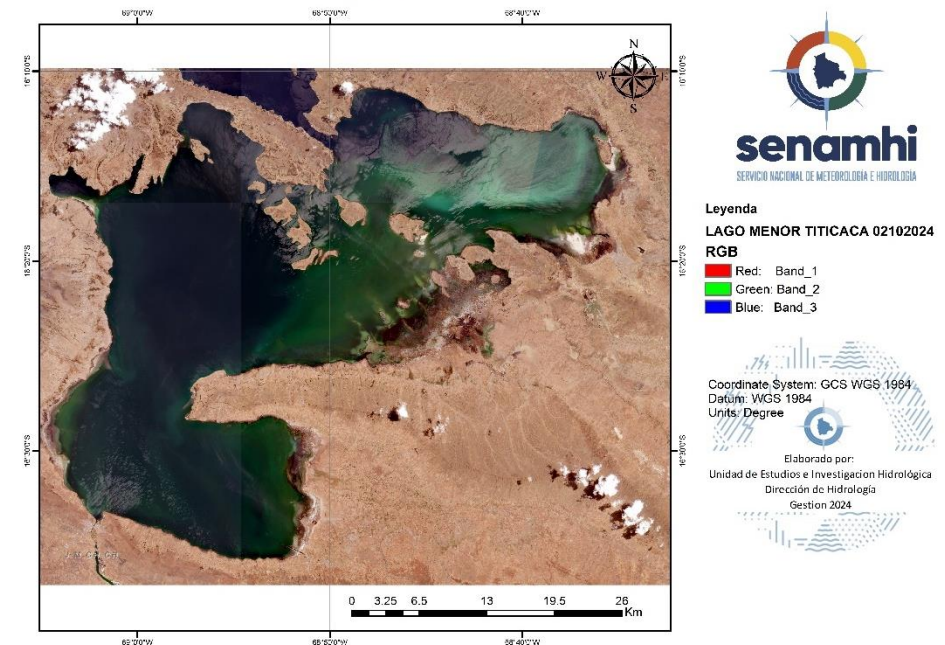 69°0'0"W
68°50'0"W
68°40'0"W
16°10'0"S
16°10'0"S
N
W
E
S
senamhi
SERVICIO NACIONAL DE METEOROLOGÍA E HIDROLOGÍA
Leyenda
LAGO MENOR TITICACA 02102024
RGB
Red: Band_1
Green: Band_2
Blue: Band_3
16°20'0"S
16°20'0"S
Coordinate System: GCS WGS 1984
Datum: WGS 1984
Units: Degree
16°30'0"S
16°30'0"S
Elaborado por:
Unidad de Estudios e Investigacion Hidrológica
Dirección de Hidrología
Gestion 2024
0 3.25 6.5 13 19.5 26
Km
69°0'0"W
68°50'0"W
68°40'0"W